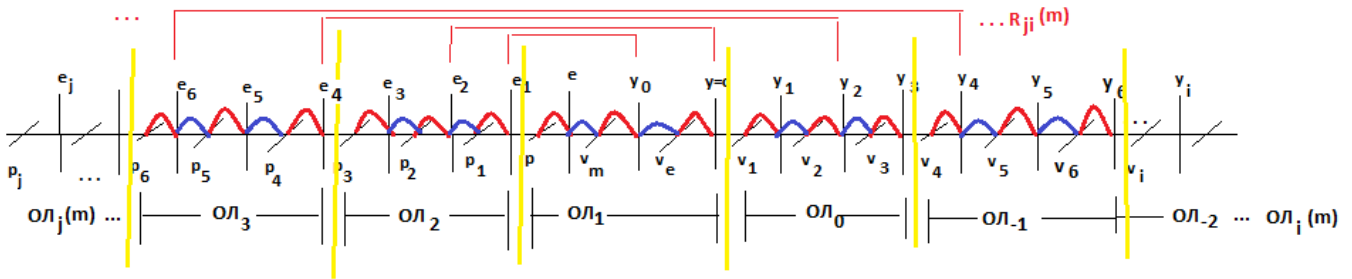 ... ... R_ji (m)
e_j e_6 e_5 e_4 e_3 e_2 e_1 e y_0 y_1 y_2 y_3 y_4 y_5 y_6 .. y_i
p_j ... p_6 p_5 p_4 p_3 p_2 p_1 p v_m v_e v_1 v_2 v_3 v_4 v_5 v_6 v_i
ОЛ_j(m) ... ОЛ_3 ОЛ_2 ОЛ_1 ОЛ_0 ОЛ_-1 ОЛ_-2 ... ОЛ_i(m)